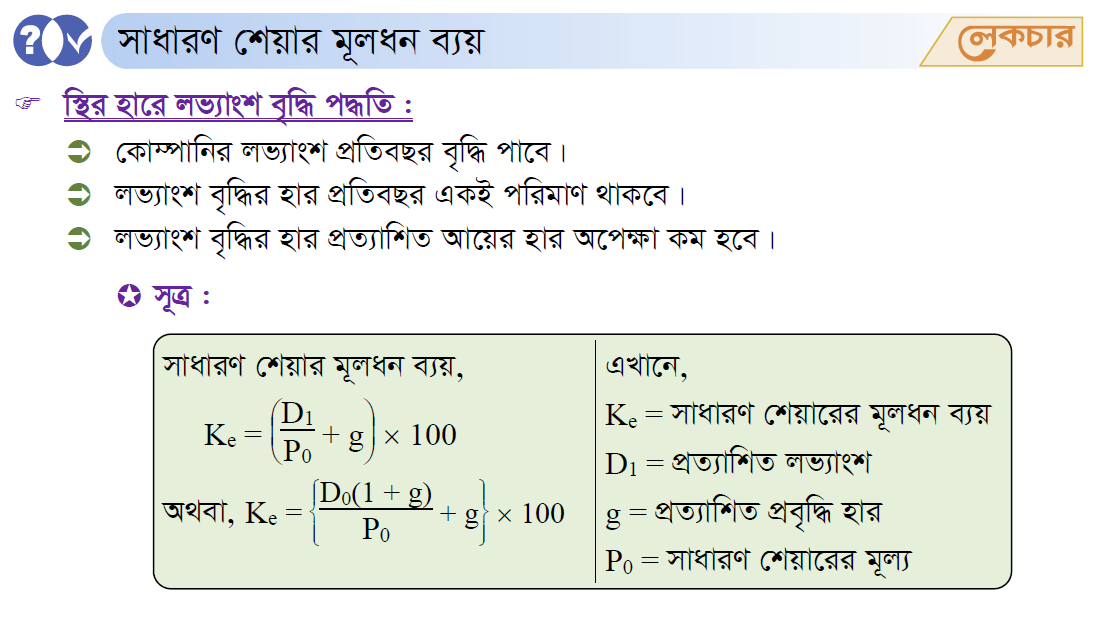 সাধারণ শেয়ার মূলধন ব্যয়
লেকচার
স্থির হারে লভ্যাংশ বৃদ্ধি পদ্ধতি :
কোম্পানির লভ্যাংশ প্রতিবছর বৃদ্ধি পাবে।
লভ্যাংশ বৃদ্ধির হার প্রতিবছর একই পরিমাণ থাকবে।
লভ্যাংশ বৃদ্ধির হার প্রত্যাশিত আয়ের হার অপেক্ষা কম হবে।
সূত্র :
সাধারণ শেয়ার মূলধন ব্যয়,
Kₑ = (D₁/P₀ + g) × 100
অথবা, Kₑ = {D₀(1 + g)/P₀ + g} × 100
এখানে,
Kₑ = সাধারণ শেয়ারের মূলধন ব্যয়
D₁ = প্রত্যাশিত লভ্যাংশ
g = প্রত্যাশিত প্রবৃদ্ধি হার
P₀ = সাধারণ শেয়ারের মূল্য